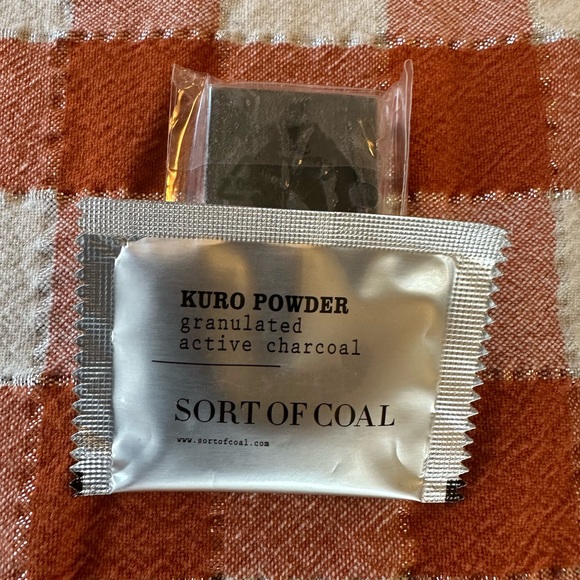 KURO POWDER
granulated
active charcoal
SORT OF COAL
www.sortofcoal.com